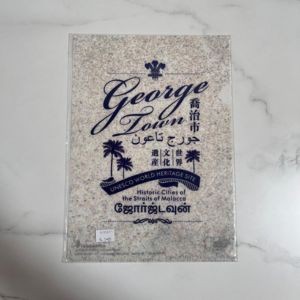 George
Town
喬治市
جورج تاعون
世界
文化
遺產
UNESCO WORLD HERITAGE SITE
Historic Cities of
the Straits of Malacca
ஜோர்ஜ்டவுன்